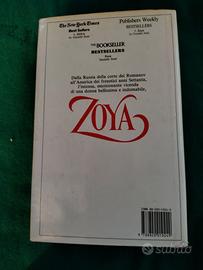 The New York Times
Best Sellers
Publishers Weekly
BESTSELLERS
THE BOOKSELLER
BESTSELLERS
Dalla Russia della corte dei Romanov
all'America dei frenetici anni Settanta,
l'intensa, emozionante vicenda
di una donna bellissima e indomabile,
ZOYA
subito